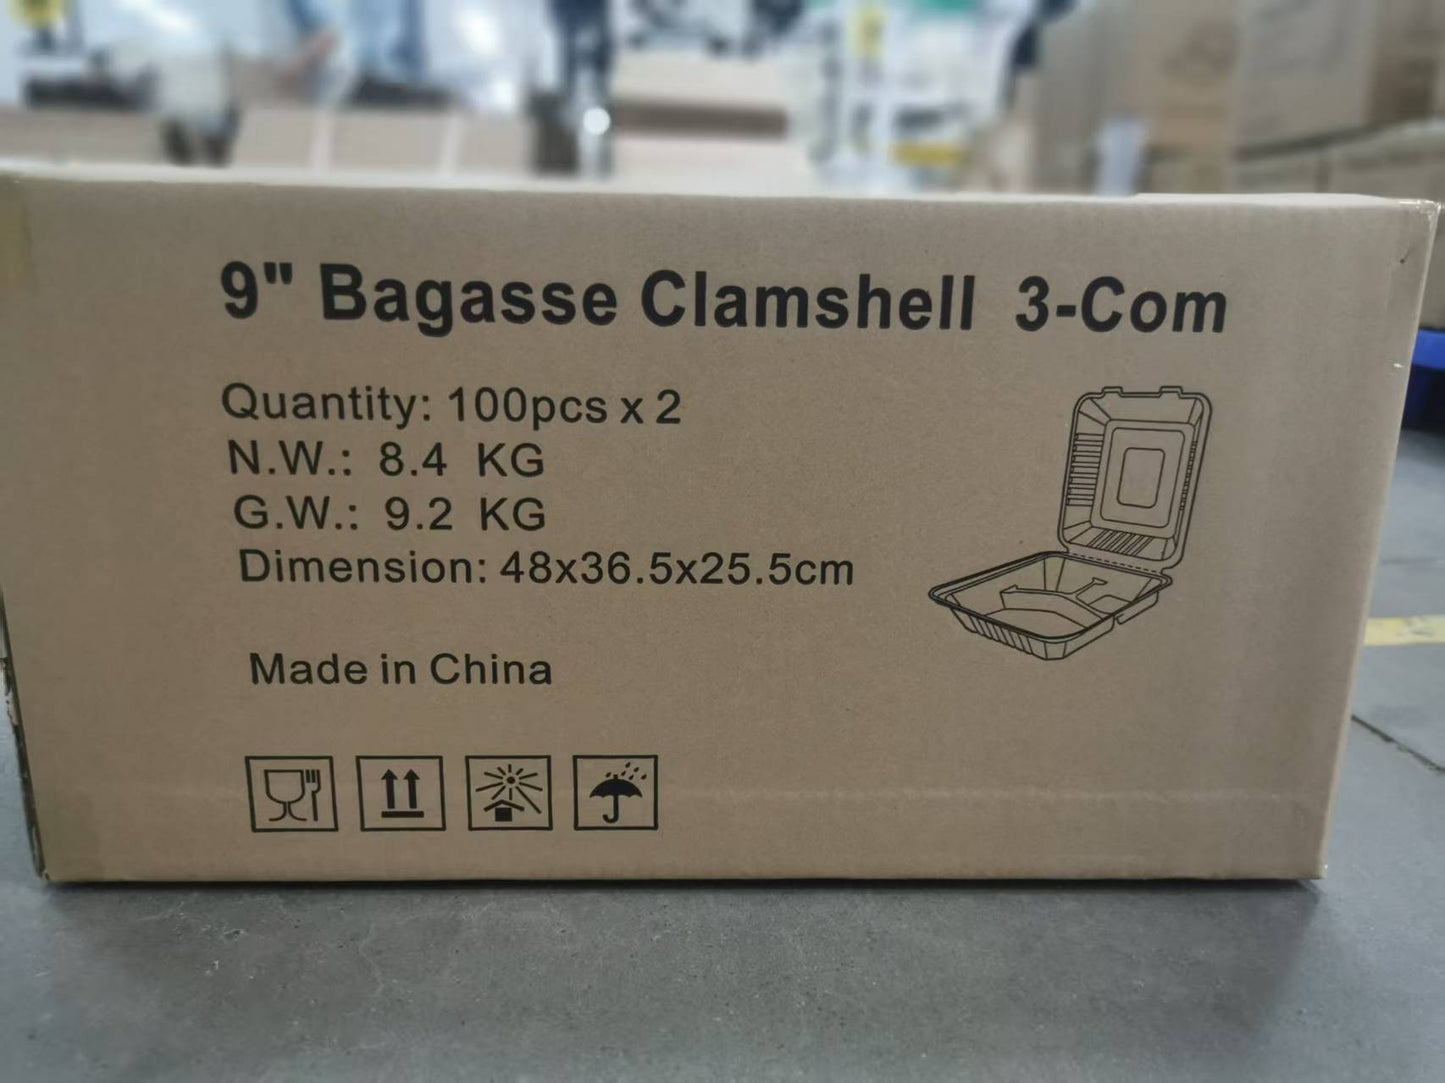 9" Bagasse Clamshell 3-Com
Quantity: 100pcs x 2
N.W.: 8.4 KG
G.W.: 9.2 KG
Dimension: 48x36.5x25.5cm
Made in China